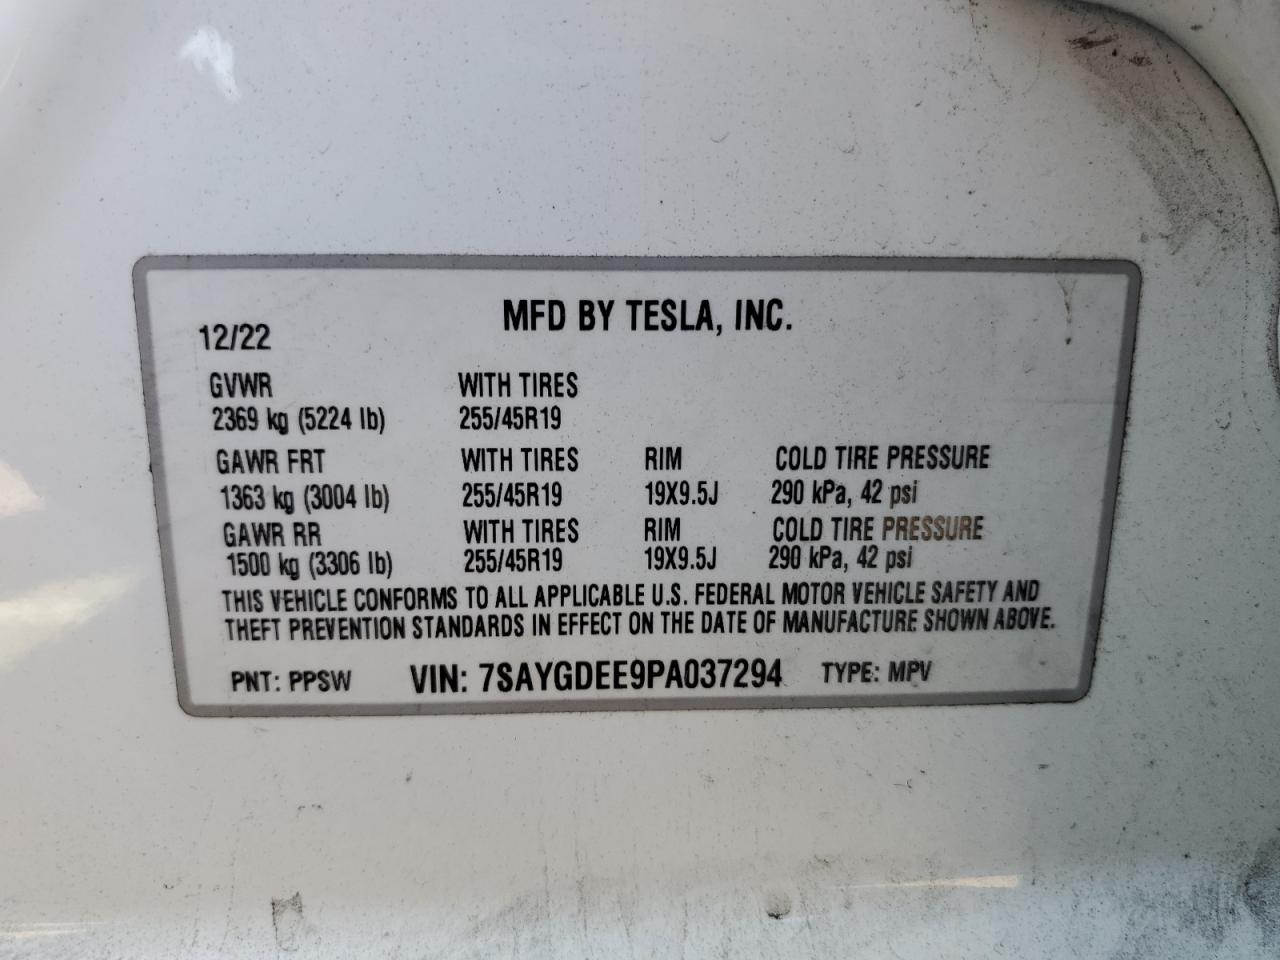 MFD BY TESLA, INC.
12/22
GVWR WITH TIRES
2369 kg (5224 lb) 255/45R19
GAWR FRT WITH TIRES RIM COLD TIRE PRESSURE
1363 kg (3004 lb) 255/45R19 19X9.5J 290 kPa, 42 psi
GAWR RR WITH TIRES RIM COLD TIRE PRESSURE
1500 kg (3306 lb) 255/45R19 19X9.5J 290 kPa, 42 psi
THIS VEHICLE CONFORMS TO ALL APPLICABLE U.S. FEDERAL MOTOR VEHICLE SAFETY AND
THEFT PREVENTION STANDARDS IN EFFECT ON THE DATE OF MANUFACTURE SHOWN ABOVE.
PNT: PPSW VIN: 7SAYGDEE9PA037294 TYPE: MPV